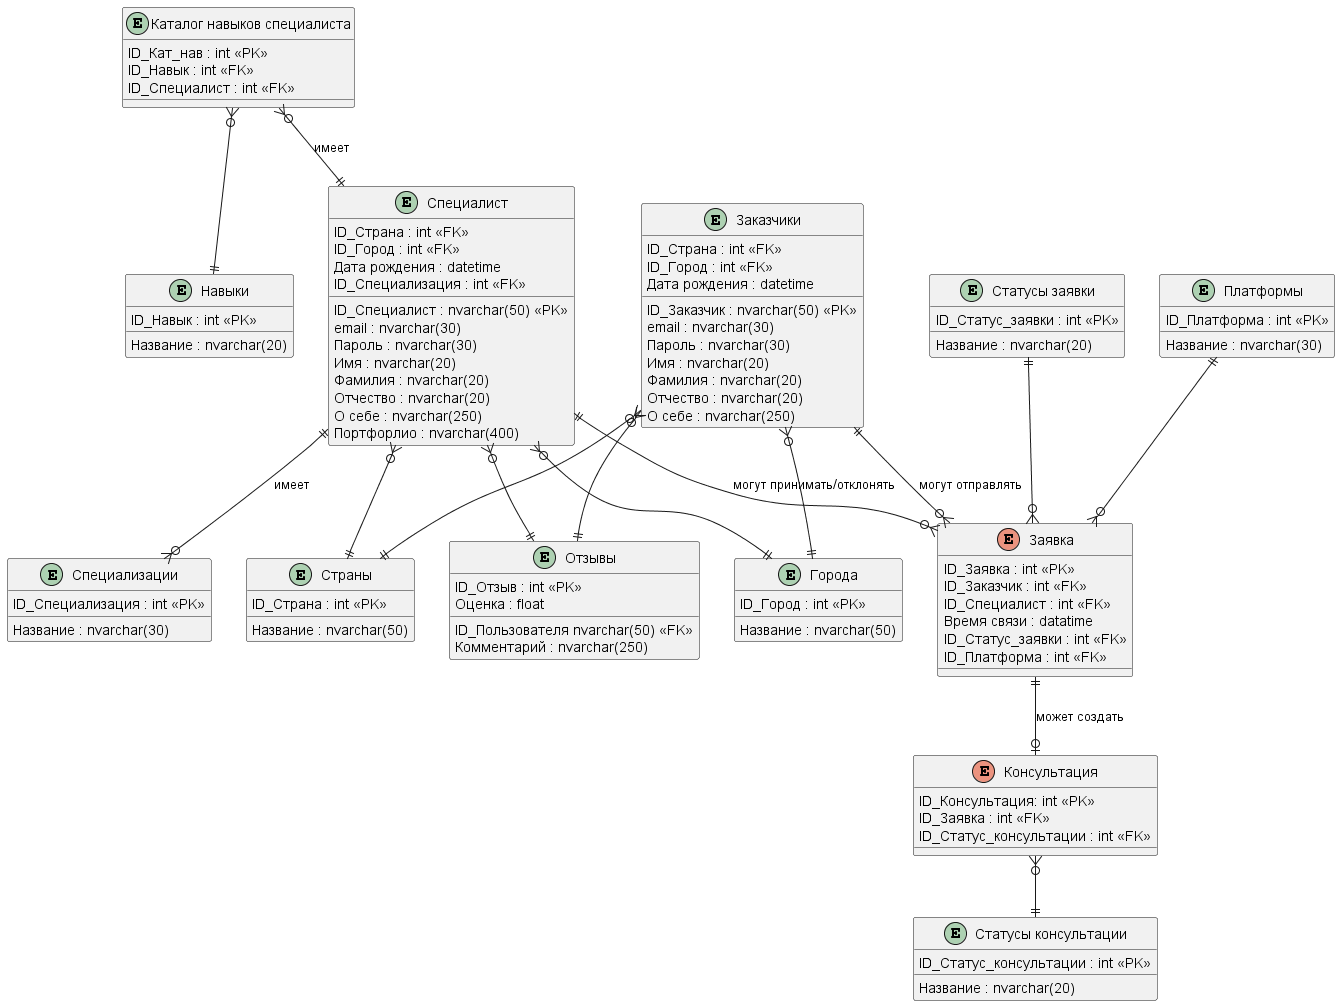 E Каталог навыков специалиста
ID_Кат_нав : int «PK»
ID_Навык : int «FK»
ID_Специалист : int «FK»
имеет
E Специалист
ID_Страна : int «FK»
ID_Город : int «FK»
Дата рождения : datetime
ID_Специализация : int «FK»
ID_Специалист : nvarchar(50) «PK»
email : nvarchar(30)
Пароль : nvarchar(30)
Имя : nvarchar(20)
Фамилия : nvarchar(20)
Отчество : nvarchar(20)
О себе : nvarchar(250)
Портфорлио : nvarchar(400)
E Заказчики
ID_Страна : int «FK»
ID_Город : int «FK»
Дата рождения : datetime
ID_Заказчик : nvarchar(50) «PK»
email : nvarchar(30)
Пароль : nvarchar(30)
Имя : nvarchar(20)
Фамилия : nvarchar(20)
Отчество : nvarchar(20)
О себе : nvarchar(250)
E Навыки
ID_Навык : int «PK»
Название : nvarchar(20)
E Статусы заявки
ID_Статус_заявки : int «PK»
Название : nvarchar(20)
E Платформы
ID_Платформа : int «PK»
Название : nvarchar(30)
имеет
могут принимать/отклонять
могут отправлять
E Специализации
ID_Специализация : int «PK»
Название : nvarchar(30)
E Страны
ID_Страна : int «PK»
Название : nvarchar(50)
E Отзывы
ID_Отзыв : int «PK»
Оценка : float
ID_Пользователя nvarchar(50) «FK»
Комментарий : nvarchar(250)
E Города
ID_Город : int «PK»
Название : nvarchar(50)
E Заявка
ID_Заявка : int «PK»
ID_Заказчик : int «FK»
ID_Специалист : int «FK»
Время связи : datatime
ID_Статус_заявки : int «FK»
ID_Платформа : int «FK»
может создать
E Консультация
ID_Консультация: int «PK»
ID_Заявка : int «FK»
ID_Статус_консультации : int «FK»
E Статусы консультации
ID_Статус_консультации : int «PK»
Название : nvarchar(20)